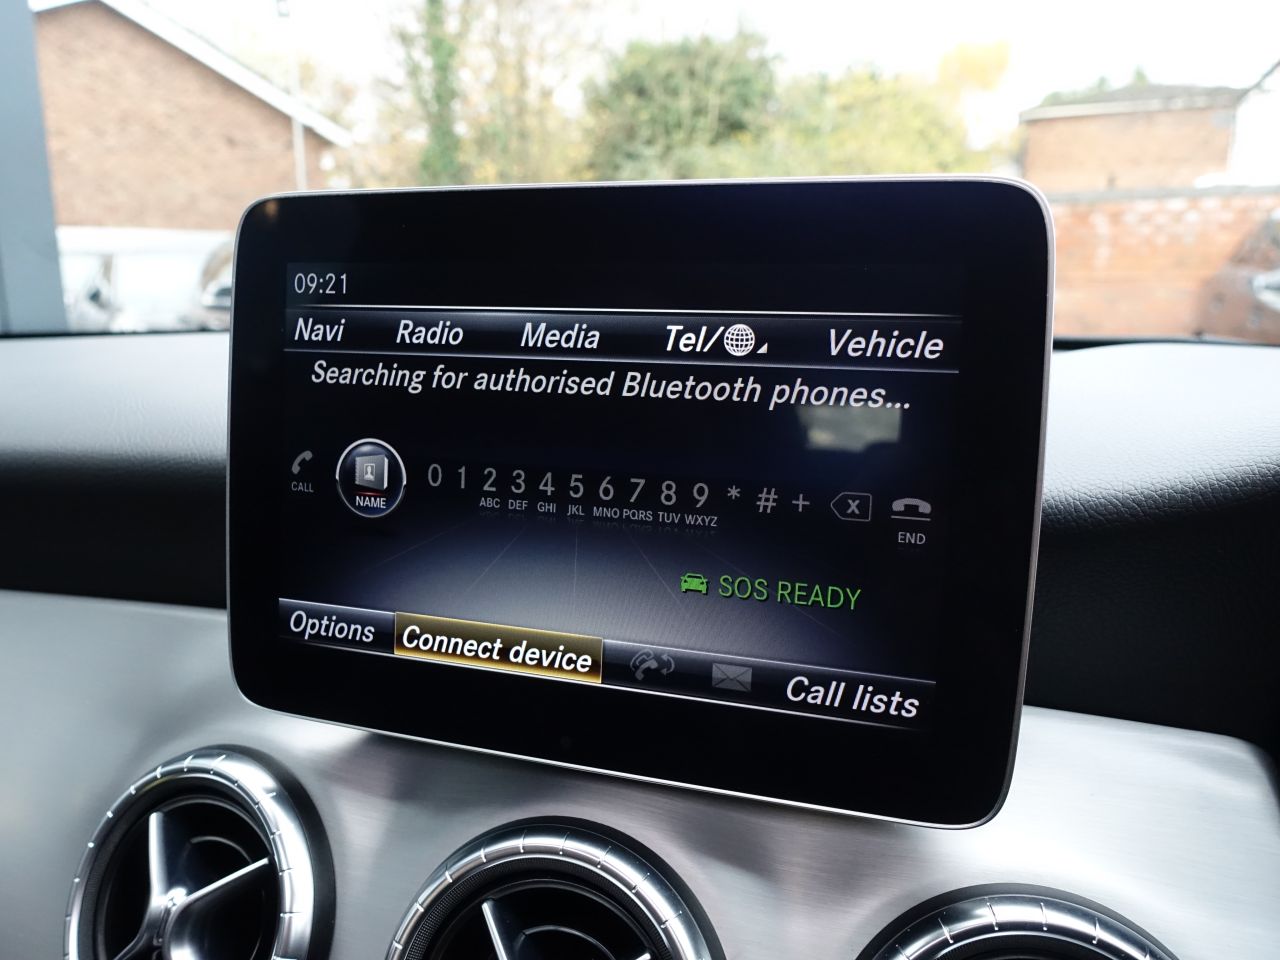 09:21
Navi Radio Media Tel/ Vehicle
Searching for authorised Bluetooth phones...
CALL NAME 0 1 2 3 4 5 6 7 8 9 * # + X END
ABC DEF GHI JKL MNO PQRS TUV WXYZ
SOS READY
Options Connect device Call lists